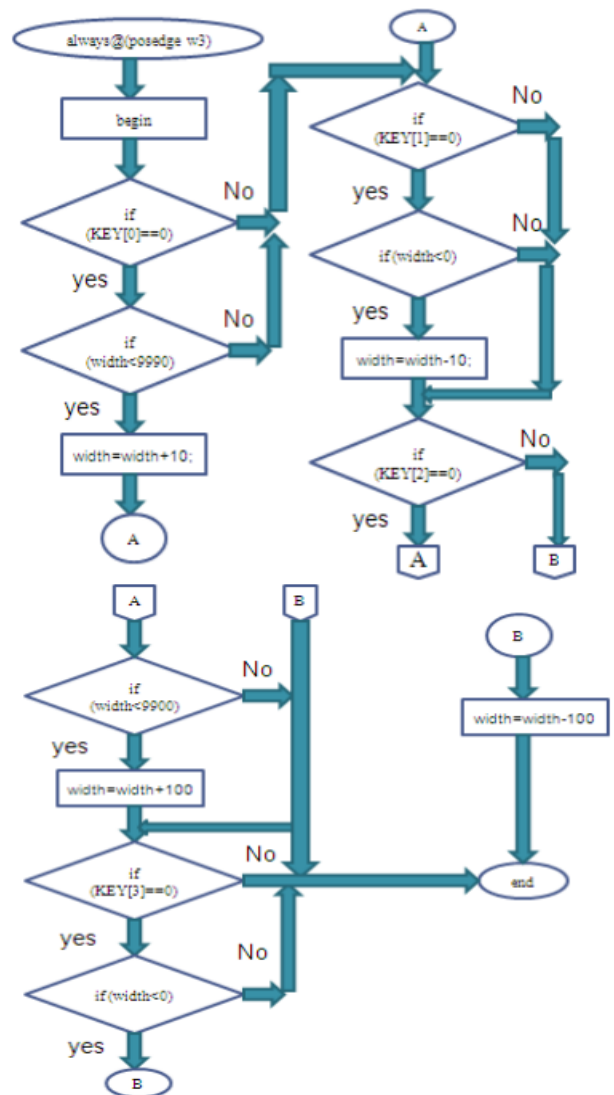 always@(posedge w3)
begin
if
(KEY[0]==0)
No
yes
if
(width<9990)
No
yes
width=width+10;
A
A
if
(KEY[1]==0)
No
yes
if (width<0)
No
yes
width=width-10;
if
(KEY[2]==0)
No
yes
A
B
A
B
if
(width<9900)
No
yes
width=width+100
if
(KEY[3]==0)
No
yes
if (width<0)
No
yes
B
B
width=width-100
end